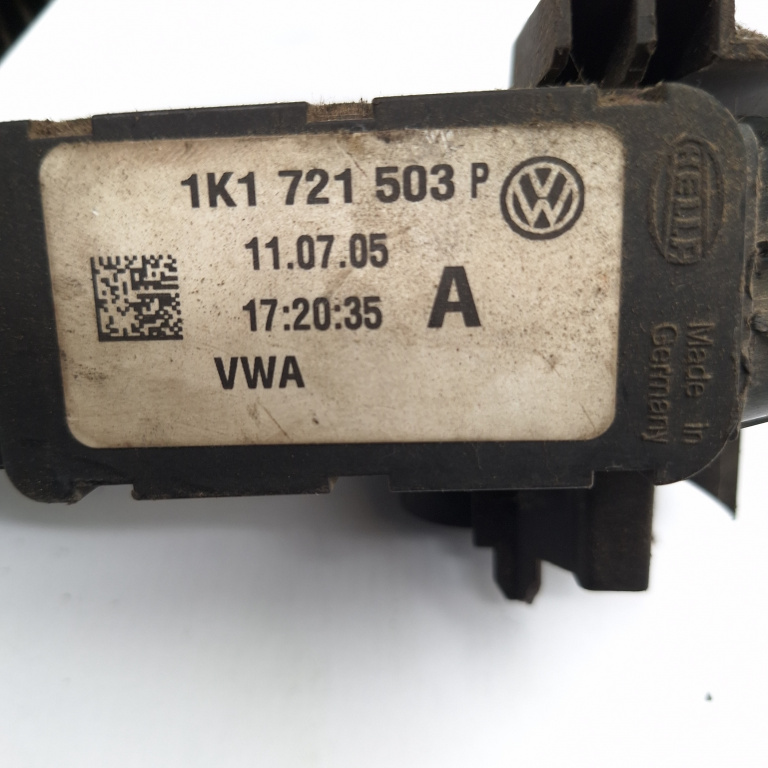 1K1 721 503 P
11.07.05
17:20:35 A
VWA
HELLA
Made In
Germany